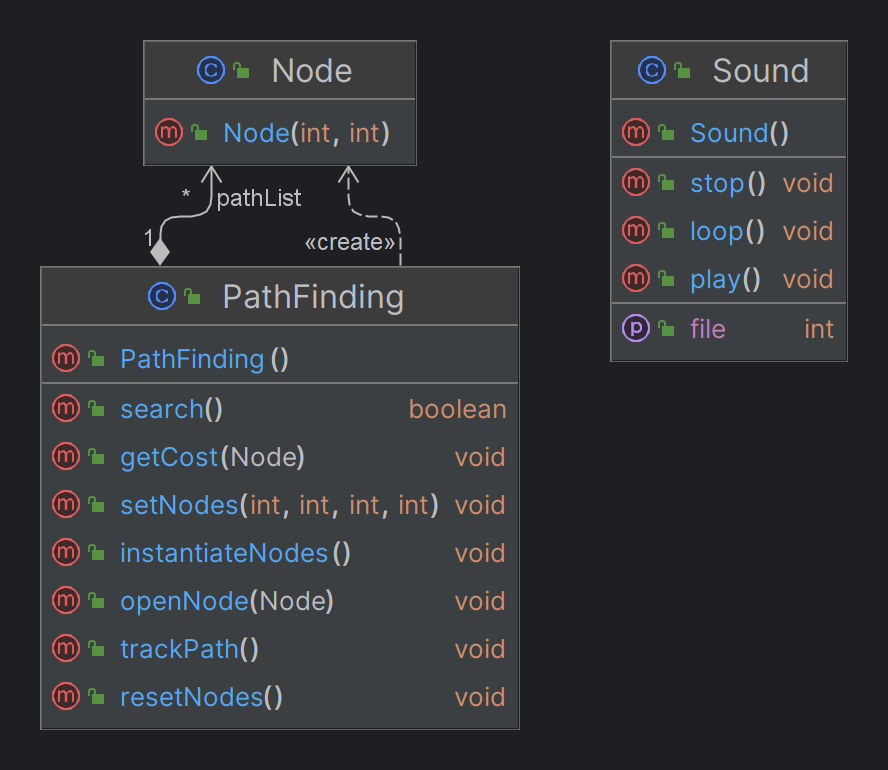 C Node
m Node(int, int)
* pathList
1
«create»
C PathFinding
m PathFinding()
m search() boolean
m getCost(Node) void
m setNodes(int, int, int, int) void
m instantiateNodes() void
m openNode(Node) void
m trackPath() void
m resetNodes() void
C Sound
m Sound()
m stop() void
m loop() void
m play() void
p file int